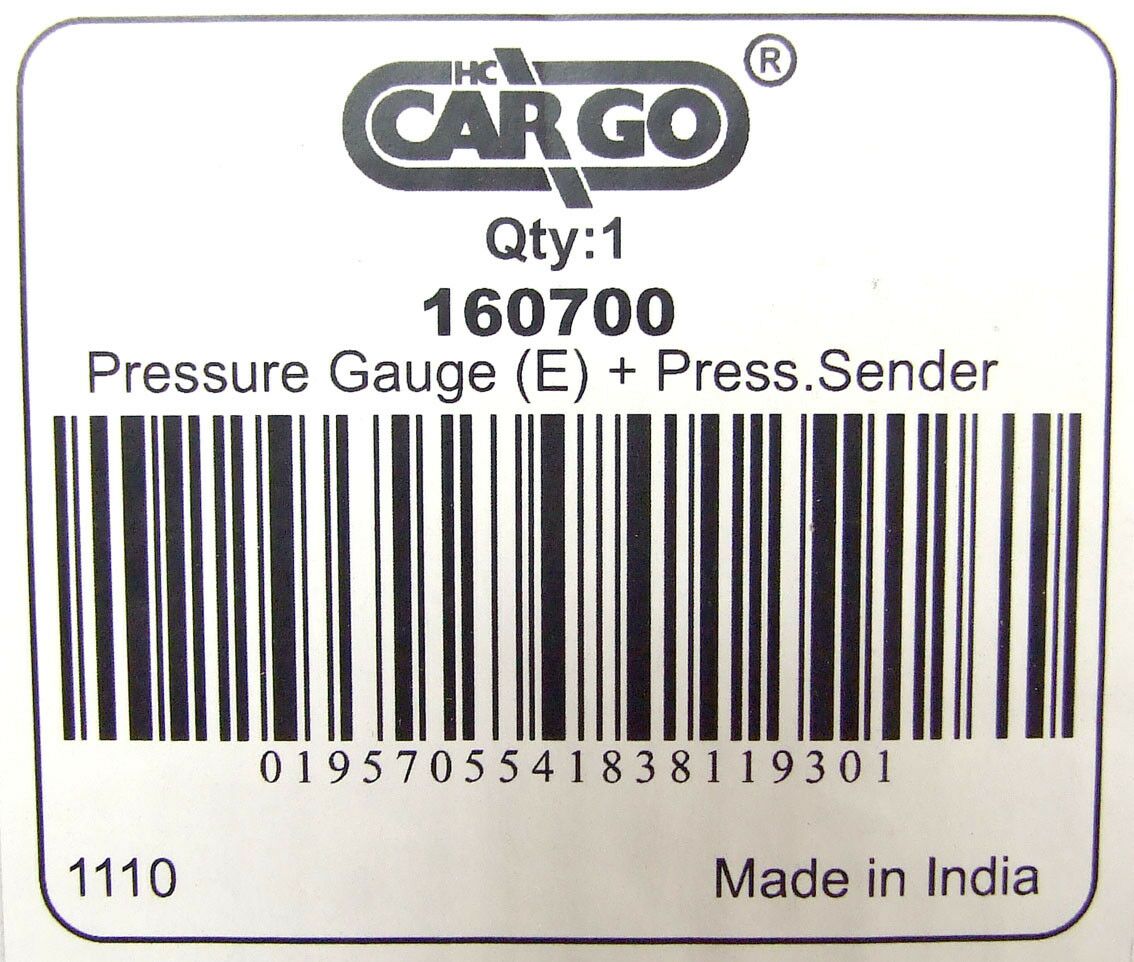 HC
CARGO ®
Qty:1
160700
Pressure Gauge (E) + Press.Sender
0195705541838119301
1110
Made in India